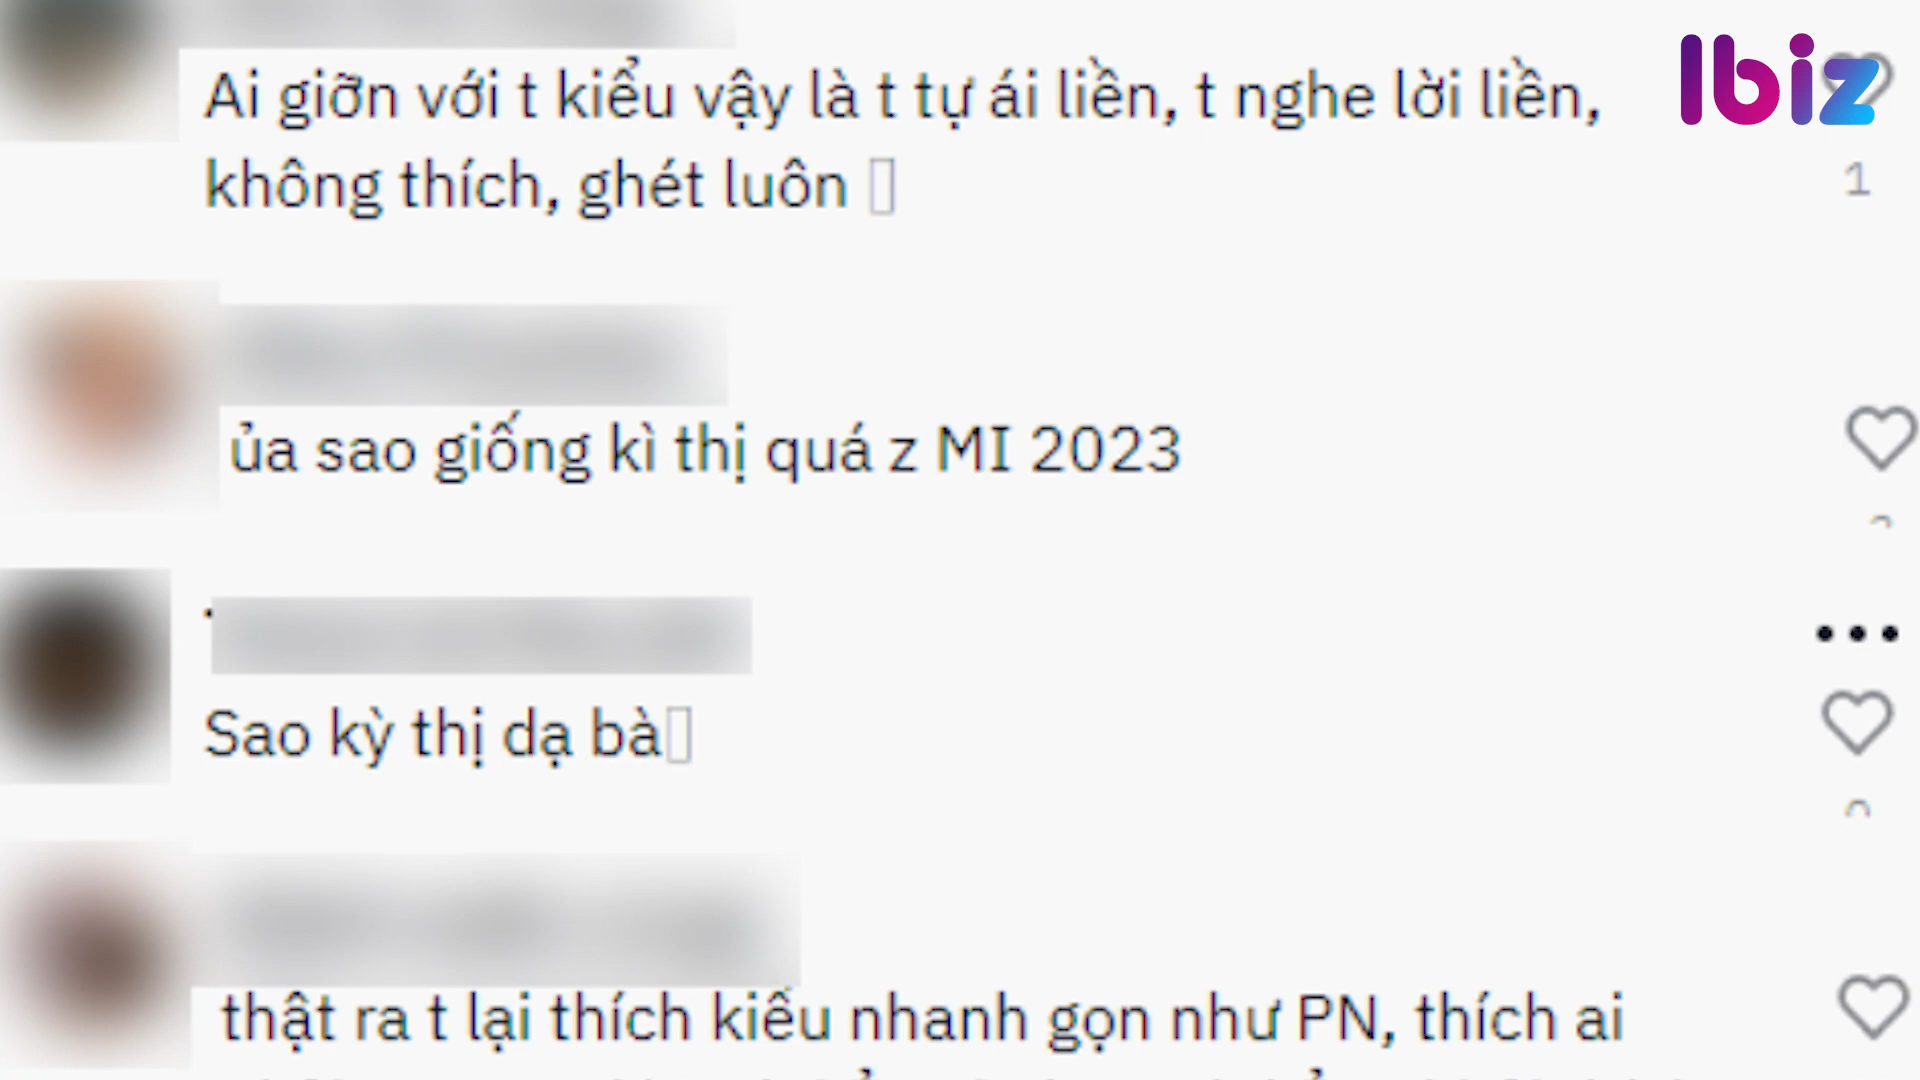 Ibiz
Ai giỡn với t kiểu vậy là t tự ái liền, t nghe lời liền,
không thích, ghét luôn
1
ủa sao giống kì thị quá z MI 2023
Sao kỳ thị dạ bà
thật ra t lại thích kiểu nhanh gọn như PN, thích ai